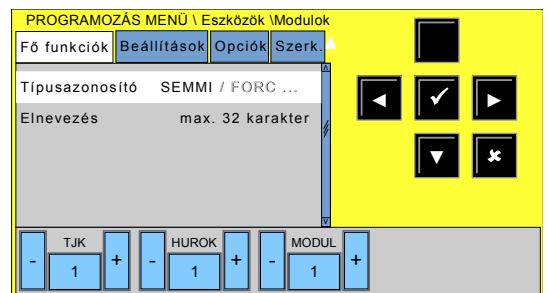 PROGRAMOZÁS MENÜ \ Eszközök \Modulok
Fő funkciók Beállítások Opciók Szerk.
Típusazonosító SEMMI / FORC ...
Elnevezés max. 32 karakter
TJK HUROK MODUL
- 1 + - 1 + - 1 +